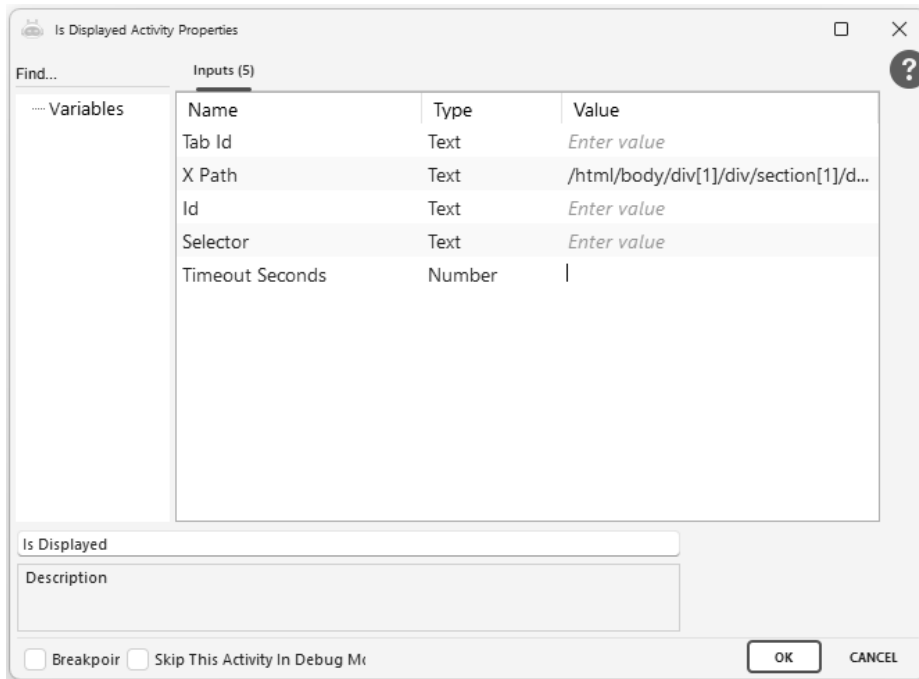 Is Displayed Activity Properties
Find...
Inputs (5)
?
Variables
Name Type Value
Tab Id Text Enter value
X Path Text /html/body/div[1]/div/section[1]/d...
Id Text Enter value
Selector Text Enter value
Timeout Seconds Number
Is Displayed
Description
Breakpoir Skip This Activity In Debug Mo
OK CANCEL